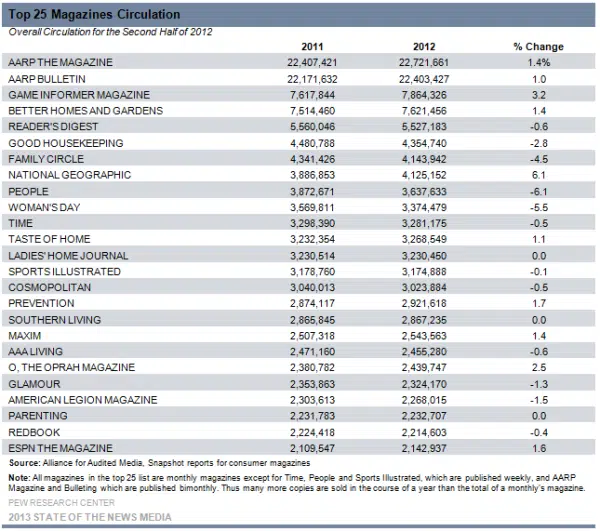 Top 25 Magazines Circulation
Overall Circulation for the Second Half of 2012
2011 2012 % Change
AARP THE MAGAZINE 22,407,421 22,721,661 1.4%
AARP BULLETIN 22,171,632 22,403,427 1.0
GAME INFORMER MAGAZINE 7,617,844 7,864,326 3.2
BETTER HOMES AND GARDENS 7,514,460 7,621,456 1.4
READER'S DIGEST 5,560,046 5,527,183 -0.6
GOOD HOUSEKEEPING 4,480,788 4,354,740 -2.8
FAMILY CIRCLE 4,341,426 4,143,942 -4.5
NATIONAL GEOGRAPHIC 3,886,853 4,125,152 6.1
PEOPLE 3,872,671 3,637,633 -6.1
WOMAN'S DAY 3,569,811 3,374,479 -5.5
TIME 3,298,390 3,281,175 -0.5
TASTE OF HOME 3,232,354 3,268,549 1.1
LADIES' HOME JOURNAL 3,230,514 3,230,450 0.0
SPORTS ILLUSTRATED 3,178,760 3,174,888 -0.1
COSMOPOLITAN 3,040,013 3,023,884 -0.5
PREVENTION 2,874,117 2,921,618 1.7
SOUTHERN LIVING 2,865,845 2,867,235 0.0
MAXIM 2,507,318 2,543,563 1.4
AAA LIVING 2,471,160 2,455,280 -0.6
O, THE OPRAH MAGAZINE 2,380,782 2,439,747 2.5
GLAMOUR 2,353,863 2,324,170 -1.3
AMERICAN LEGION MAGAZINE 2,303,613 2,268,015 -1.5
PARENTING 2,231,783 2,232,707 0.0
REDBOOK 2,224,418 2,214,603 -0.4
ESPN THE MAGAZINE 2,109,547 2,142,937 1.6
Source: Alliance for Audited Media, Snapshot reports for consumer magazines
Note: All magazines in the top 25 list are monthly magazines except for Time, People and Sports Illustrated, which are published weekly, and AARP
Magazine and Bulleting which are published bimonthly. Thus many more copies are sold in the course of a year than the total of a monthly's magazine.
PEW RESEARCH CENTER
2013 STATE OF THE NEWS MEDIA